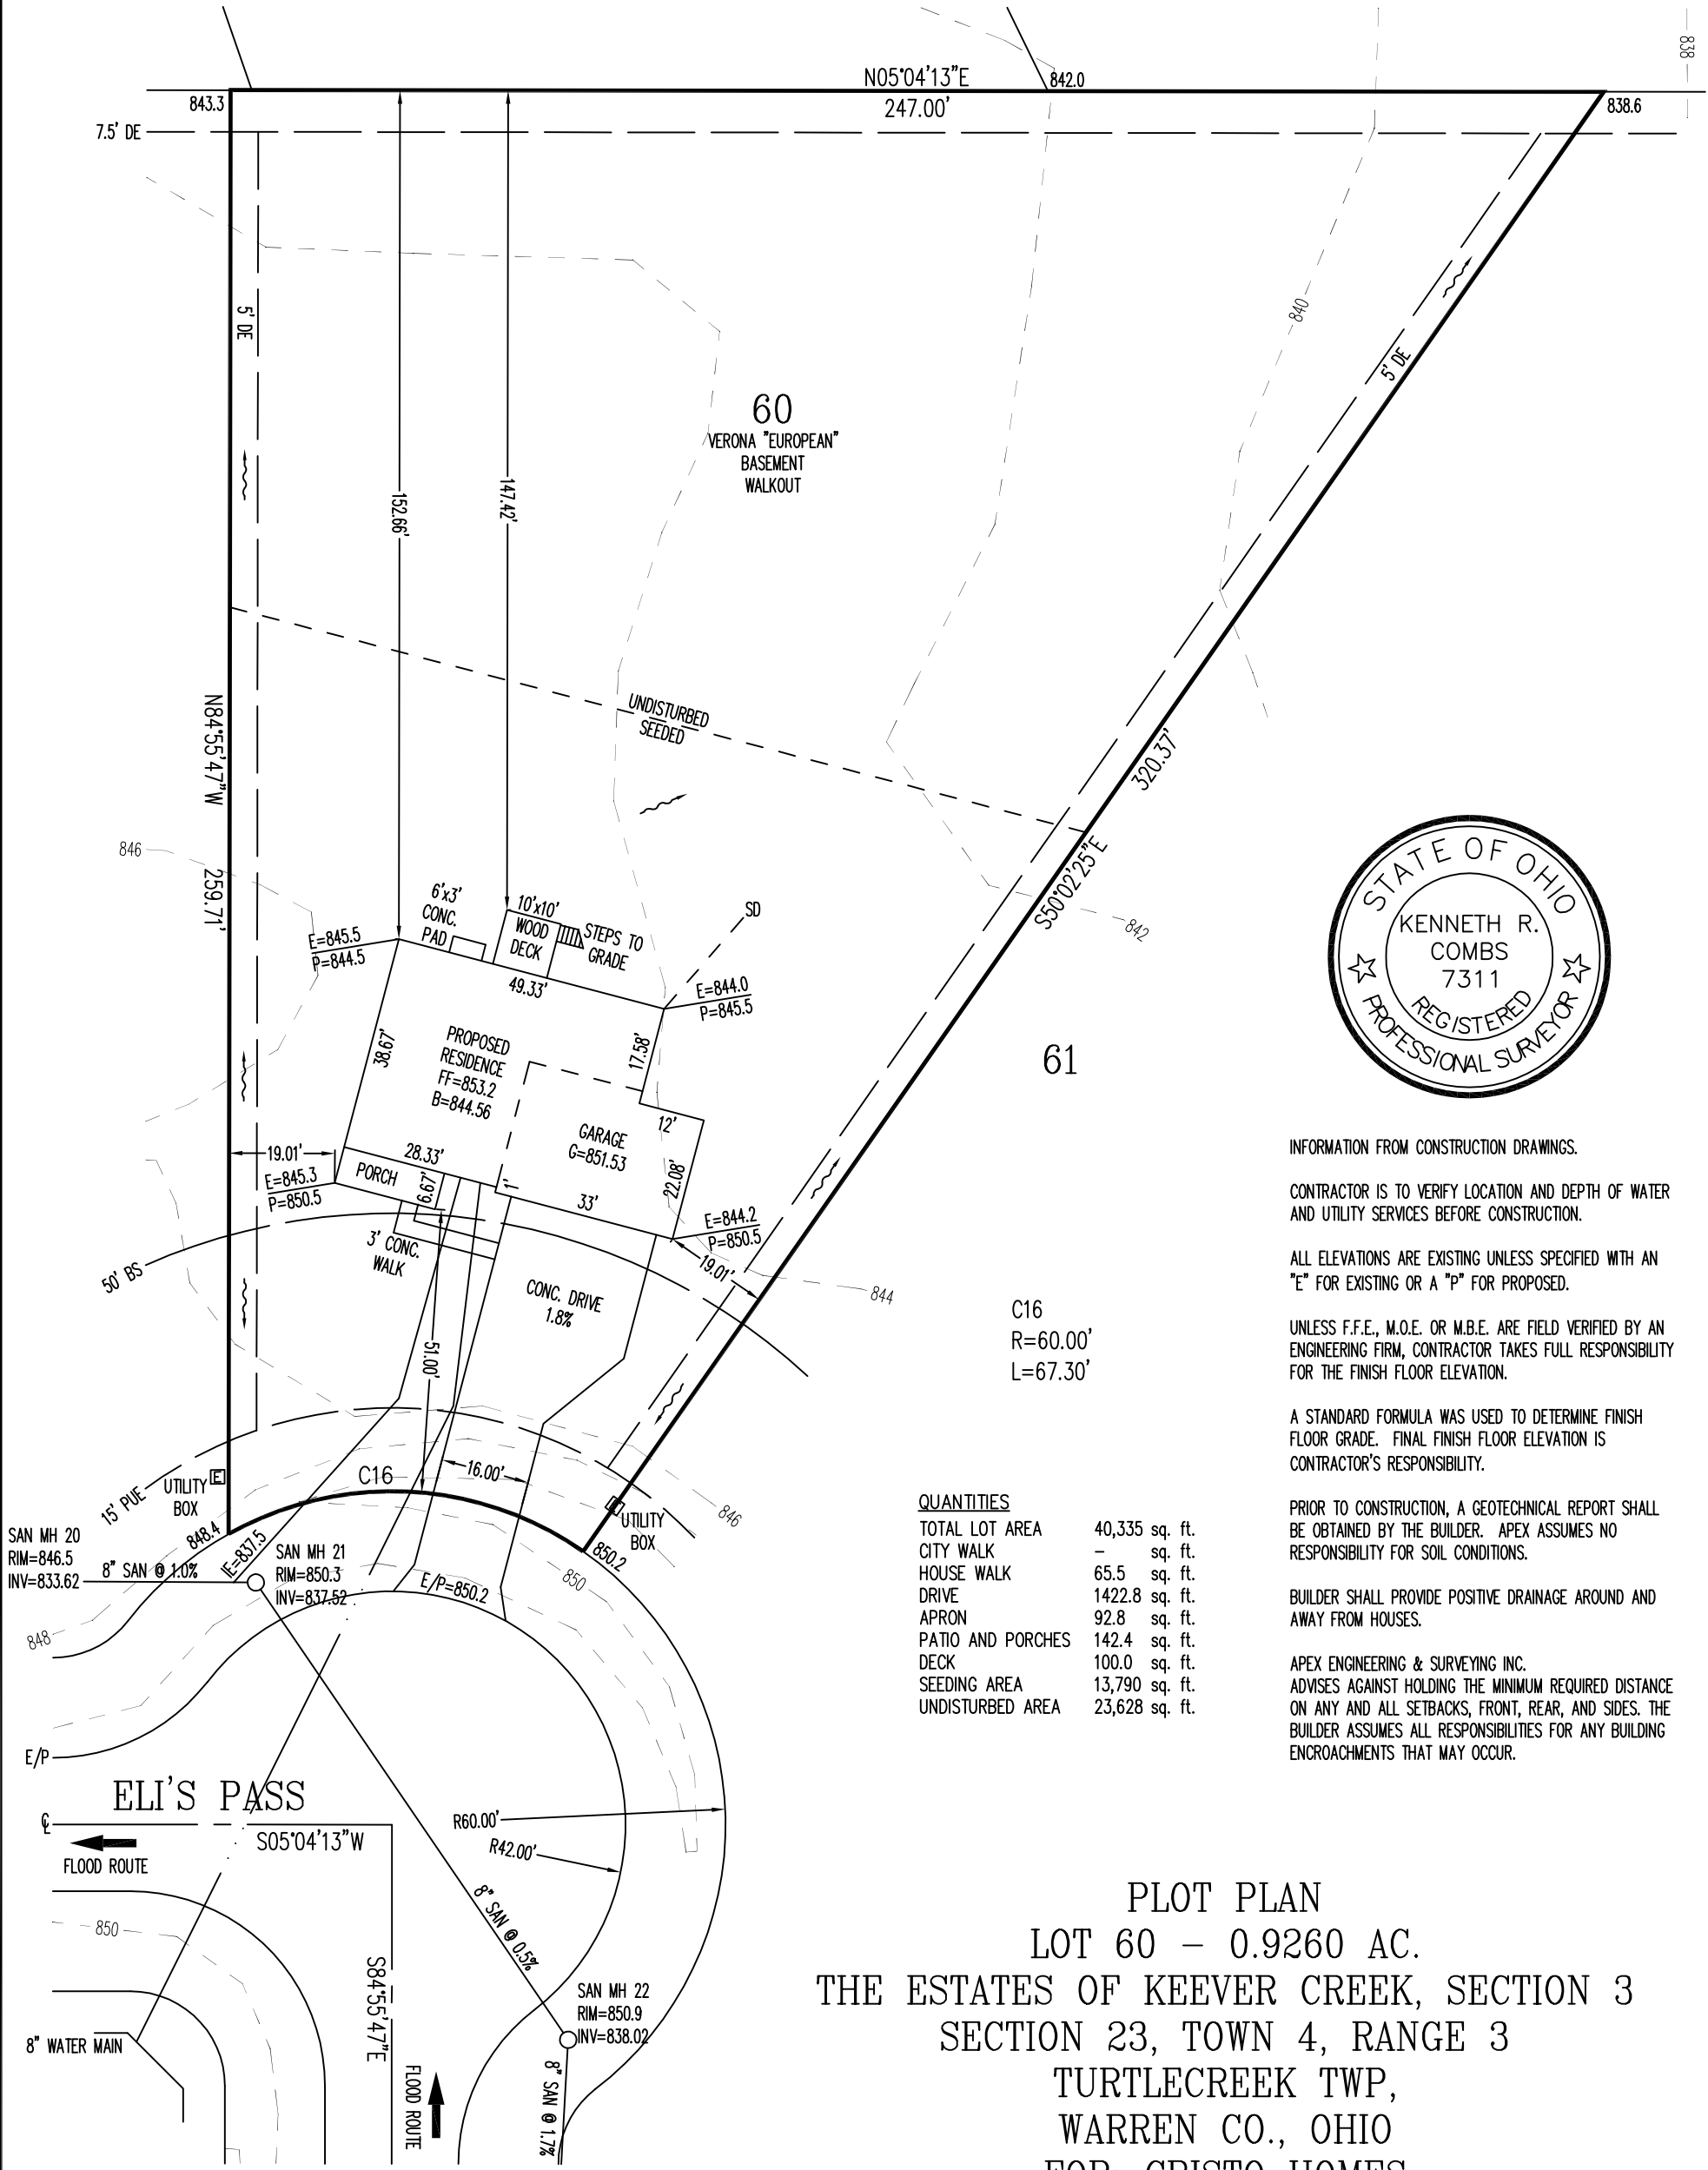 838
N05°04'13"E
842.0
843.3
247.00'
838.6
7.5' DE
5' DE
840
5' DE
60
VERONA "EUROPEAN"
BASEMENT
WALKOUT
152.66'
147.42'
UNDISTURBED
SEEDED
N84°55'47"W
259.71'
320.37'
S50°02'25"E
846
842
6'x3'
CONC.
PAD
10'x10'
WOOD
DECK
STEPS TO
GRADE
SD
E=845.5
P=844.5
49.33'
E=844.0
P=845.5
38.67'
PROPOSED
RESIDENCE
FF=853.2
B=844.56
17.58'
12'
GARAGE
G=851.53
22.08'
19.01'
28.33'
PORCH
6.67'
1'
33'
E=845.3
P=850.5
E=844.2
P=850.5
19.01'
3' CONC.
WALK
50' BS
CONC. DRIVE
1.8%
844
51.00'
61
C16
R=60.00'
L=67.30'
STATE OF OHIO
KENNETH R.
COMBS
7311
REGISTERED
PROFESSIONAL SURVEYOR
INFORMATION FROM CONSTRUCTION DRAWINGS.
CONTRACTOR IS TO VERIFY LOCATION AND DEPTH OF WATER
AND UTILITY SERVICES BEFORE CONSTRUCTION.
ALL ELEVATIONS ARE EXISTING UNLESS SPECIFIED WITH AN
"E" FOR EXISTING OR A "P" FOR PROPOSED.
UNLESS F.F.E., M.O.E. OR M.B.E. ARE FIELD VERIFIED BY AN
ENGINEERING FIRM, CONTRACTOR TAKES FULL RESPONSIBILITY
FOR THE FINISH FLOOR ELEVATION.
A STANDARD FORMULA WAS USED TO DETERMINE FINISH
FLOOR GRADE. FINAL FINISH FLOOR ELEVATION IS
CONTRACTOR'S RESPONSIBILITY.
PRIOR TO CONSTRUCTION, A GEOTECHNICAL REPORT SHALL
BE OBTAINED BY THE BUILDER. APEX ASSUMES NO
RESPONSIBILITY FOR SOIL CONDITIONS.
BUILDER SHALL PROVIDE POSITIVE DRAINAGE AROUND AND
AWAY FROM HOUSES.
APEX ENGINEERING & SURVEYING INC.
ADVISES AGAINST HOLDING THE MINIMUM REQUIRED DISTANCE
ON ANY AND ALL SETBACKS, FRONT, REAR, AND SIDES. THE
BUILDER ASSUMES ALL RESPONSIBILITIES FOR ANY BUILDING
ENCROACHMENTS THAT MAY OCCUR.
QUANTITIES
TOTAL LOT AREA 40,335 sq. ft.
CITY WALK – sq. ft.
HOUSE WALK 65.5 sq. ft.
DRIVE 1422.8 sq. ft.
APRON 92.8 sq. ft.
PATIO AND PORCHES 142.4 sq. ft.
DECK 100.0 sq. ft.
SEEDING AREA 13,790 sq. ft.
UNDISTURBED AREA 23,628 sq. ft.
15' PUE
UTILITY E
BOX
C16
16.00'
UTILITY
BOX
846
848.4
IE=837.5
850.2
850
SAN MH 20
RIM=846.5
INV=833.62
8" SAN @ 1.0%
SAN MH 21
RIM=850.3
INV=837.52
E/P=850.2
848
E/P
ELI'S PASS
S05°04'13"W
FLOOD ROUTE
R60.00'
R42.00'
8" SAN @ 0.5%
850
S84°55'47"E
SAN MH 22
RIM=850.9
INV=838.02
8" WATER MAIN
FLOOD ROUTE
8" SAN @ 1.7%
PLOT PLAN
LOT 60 – 0.9260 AC.
THE ESTATES OF KEEVER CREEK, SECTION 3
SECTION 23, TOWN 4, RANGE 3
TURTLECREEK TWP,
WARREN CO., OHIO
FOR CRISTO HOMES